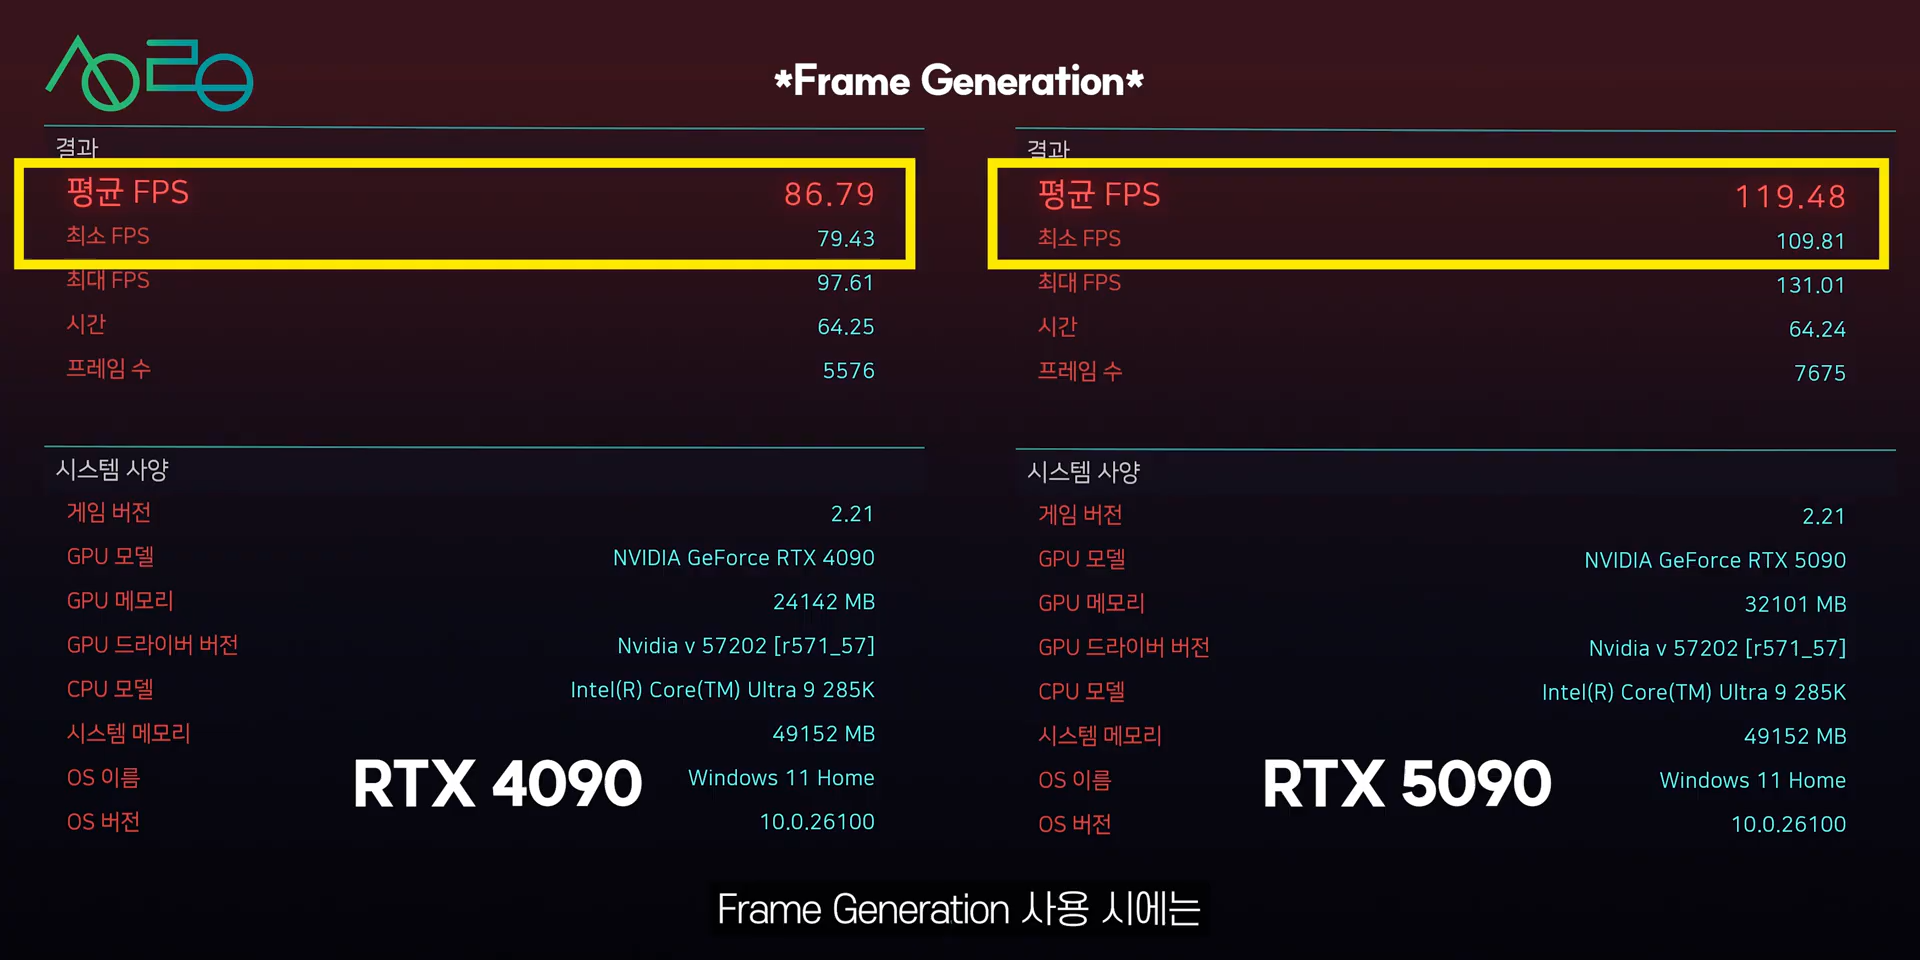 *Frame Generation*
결과
평균 FPS 86.79
최소 FPS 79.43
최대 FPS 97.61
시간 64.25
프레임 수 5576
시스템 사양
게임 버전 2.21
GPU 모델 NVIDIA GeForce RTX 4090
GPU 메모리 24142 MB
GPU 드라이버 버전 Nvidia v 57202 [r571_57]
CPU 모델 Intel(R) Core(TM) Ultra 9 285K
시스템 메모리 49152 MB
OS 이름 Windows 11 Home
OS 버전 10.0.26100
RTX 4090
결과
평균 FPS 119.48
최소 FPS 109.81
최대 FPS 131.01
시간 64.24
프레임 수 7675
시스템 사양
게임 버전 2.21
GPU 모델 NVIDIA GeForce RTX 5090
GPU 메모리 32101 MB
GPU 드라이버 버전 Nvidia v 57202 [r571_57]
CPU 모델 Intel(R) Core(TM) Ultra 9 285K
시스템 메모리 49152 MB
OS 이름 Windows 11 Home
OS 버전 10.0.26100
RTX 5090
Frame Generation 사용 시에는